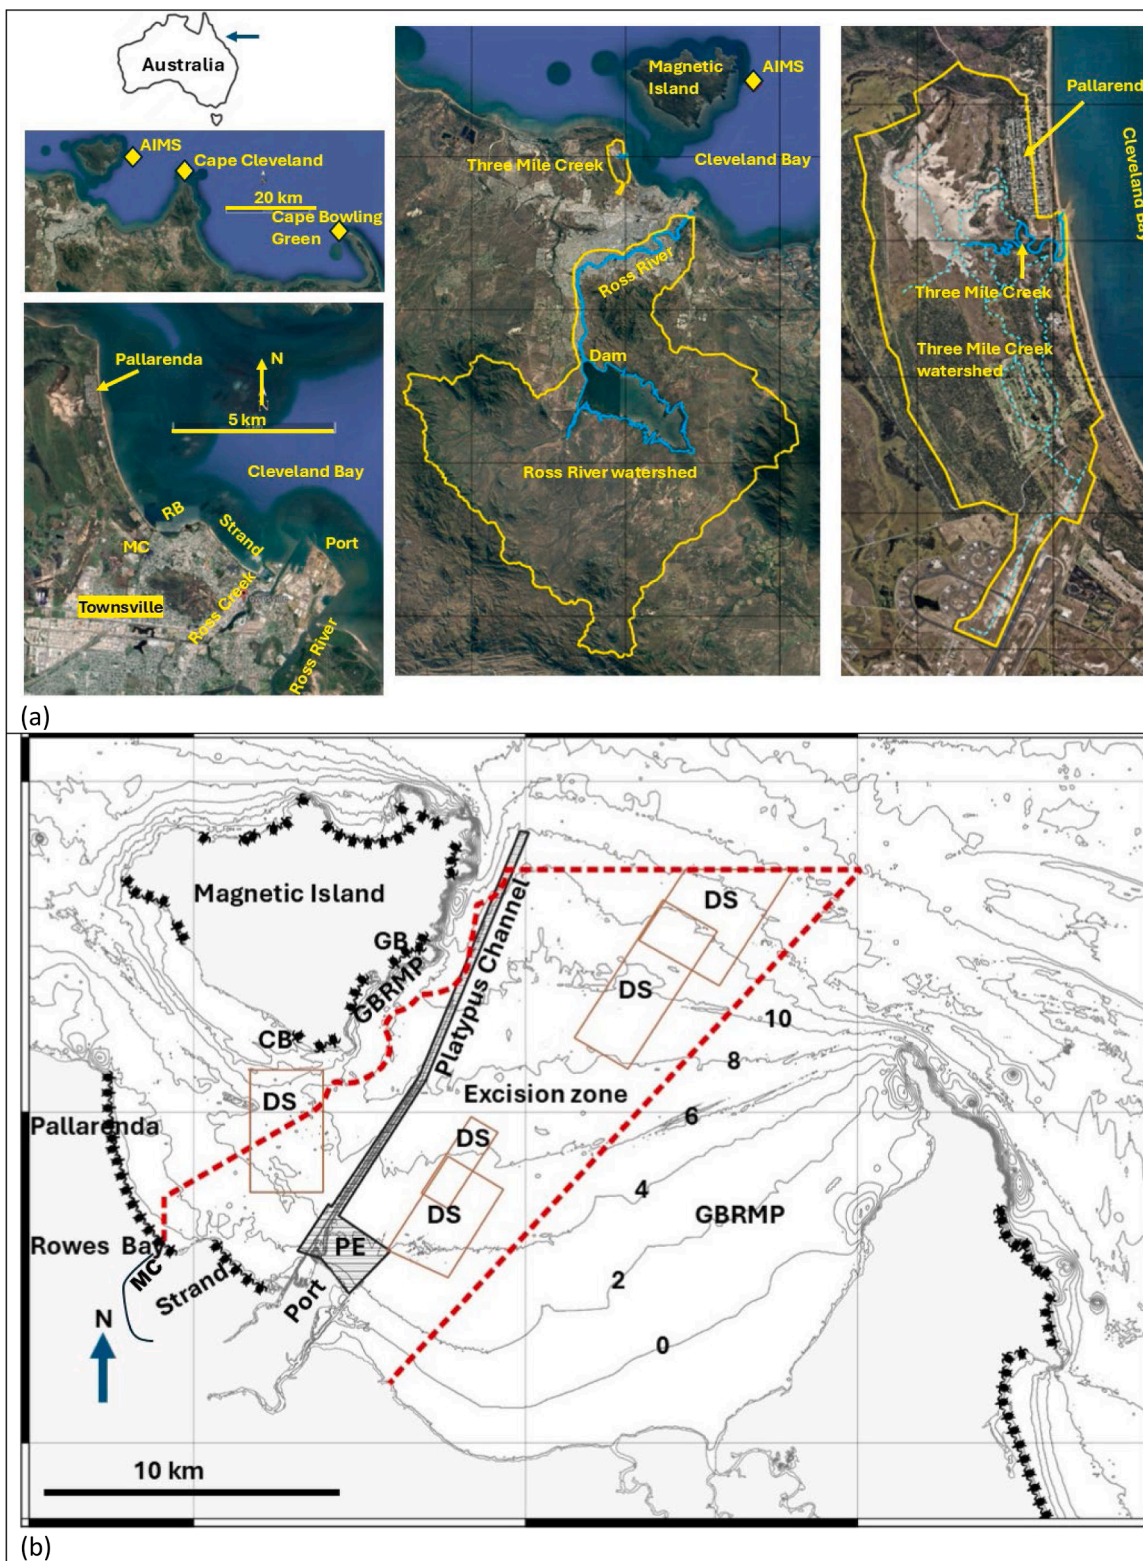 Australia
AIMS
Cape Cleveland
20 km
Cape Bowling
Green
Pallarenda
N
5 km
Cleveland Bay
RB
Strand
MC
Port
Townsville
Ross Creek
Ross River
Magnetic
Island
AIMS
Three Mile Creek
Cleveland Bay
Ross River
Dam
Ross River watershed
Pallarend
Cleveland Bay
Three Mile Creek
Three Mile Creek
watershed
(a)
Magnetic Island
GB
GBRMP
CB
Platypus Channel
DS
DS
10
8
Excision zone
6
DS
Pallarenda
DS
4
DS
GBRMP
PE
Rowes Bay
MC
Strand
Port
2
0
N
10 km
(b)